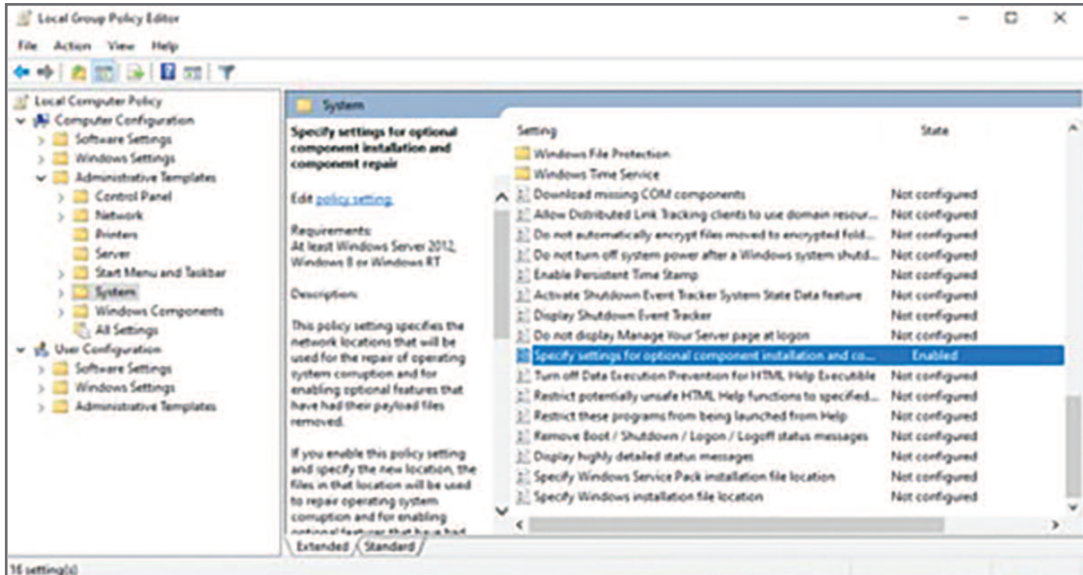 Local Group Policy Editor
File Action View Help
Local Computer Policy
Computer Configuration
Software Settings
Windows Settings
Administrative Templates
Control Panel
Network
Printers
Server
Start Menu and Taskbar
System
Windows Components
All Settings
User Configuration
Software Settings
Windows Settings
Administrative Templates
System
Specify settings for optional
component installation and
component repair
Edit policy setting.
Requirements:
At least Windows Server 2012,
Windows 8 or Windows RT
Description:
This policy setting specifies the
network locations that will be
used for the repair of operating
system corruption and for
enabling optional features that
have had their payload files
removed.
If you enable this policy setting
and specify the new location, the
files in that location will be used
to repair operating system
corruption and for enabling
optional features that have had
Setting State
Windows File Protection
Windows Time Service
Download missing COM components Not configured
Allow Distributed Link Tracking clients to use domain resour... Not configured
Do not automatically encrypt files moved to encrypted fold... Not configured
Do not turn off system power after a Windows system shutd... Not configured
Enable Persistent Time Stamp Not configured
Activate Shutdown Event Tracker System State Data feature Not configured
Display Shutdown Event Tracker Not configured
Do not display Manage Your Server page at logon Not configured
Specify settings for optional component installation and co... Enabled
Turn off Data Execution Prevention for HTML Help Executible Not configured
Restrict potentially unsafe HTML Help functions to specified... Not configured
Restrict these programs from being launched from Help Not configured
Remove Boot / Shutdown / Logon / Logoff status messages Not configured
Display highly detailed status messages Not configured
Specify Windows Service Pack installation file location Not configured
Specify Windows installation file location Not configured
Extended Standard
16 setting(s)